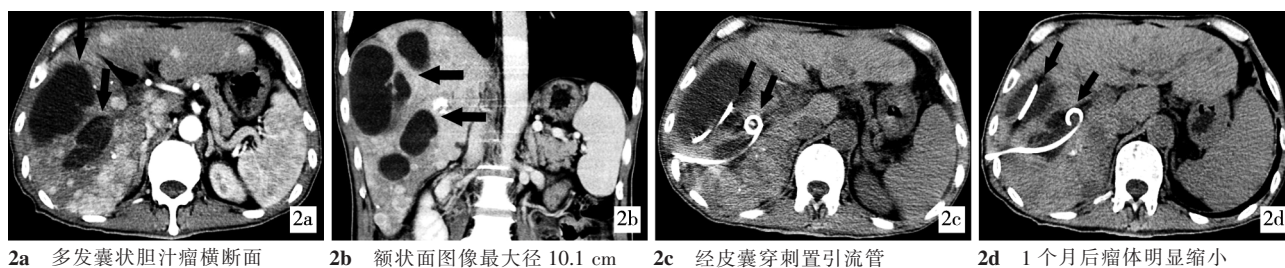 2a
2b
2c
2d
2a 多发囊状胆汁瘤横断面
2b 额状面图像最大径 10.1 cm
2c 经皮囊穿刺置引流管
2d 1 个月后瘤体明显缩小